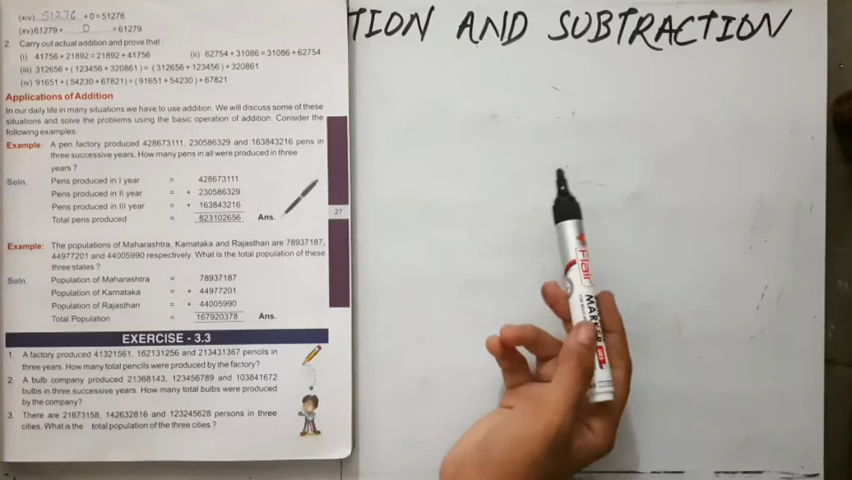 (xiv) 51276 + 0 = 51276
(xv) 61279 + 0 = 61279
2. Carry out actual addition and prove that :
(i) 41756 + 21892 = 21892 + 41756 (ii) 62754 + 31086 = 31086 + 62754
(iii) 312656 + (123456 + 320861) = (312656 + 123456) + 320861
(iv) 91651 + (54230 + 67821) = (91651 + 54230) + 67821
Applications of Addition
In our daily life in many situations we have to use addition. We will discuss some of these
situations and solve the problems using the basic operation of addition. Consider the
following examples.
Example: A pen factory produced 428673111, 230586329 and 163843216 pens in
three successive years. How many pens in all were produced in three
years ?
Soln. Pens produced in I year = 428673111
Pens produced in II year = + 230586329
Pens produced in III year = + 163843216
Total pens produced = 823102656 Ans.
27
Example: The populations of Maharashtra, Karnataka and Rajasthan are 78937187,
44977201 and 44005990 respectively. What is the total population of these
three states ?
Soln. Population of Maharashtra = 78937187
Population of Karnataka = + 44977201
Population of Rajasthan = + 44005990
Total Population = 167920378 Ans.
EXERCISE - 3.3
1. A factory produced 41321561, 162131256 and 213431367 pencils in
three years. How many total pencils were produced by the factory?
2. A bulb company produced 21368143, 123456789 and 103841672
bulbs in three successive years. How many total bulbs were produced
by the company?
3. There are 21673158, 142632816 and 123245628 persons in three
cities. What is the total population of the three cities ?
TION AND SUBTRACTION
Flair
MARKER